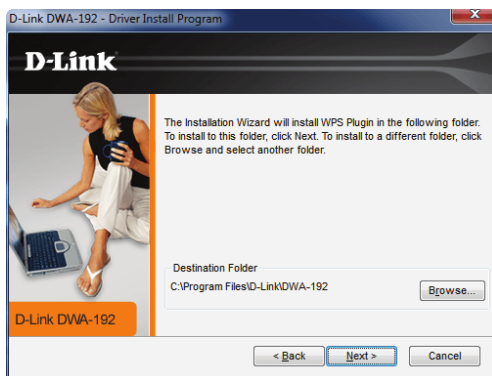 D-Link DWA-192 - Driver Install Program
D-Link
The Installation Wizard will install WPS Plugin in the following folder.
To install to this folder, click Next. To install to a different folder, click
Browse and select another folder.
Destination Folder
C:\Program Files\D-Link\DWA-192
Browse...
D-Link DWA-192
< Back
Next >
Cancel